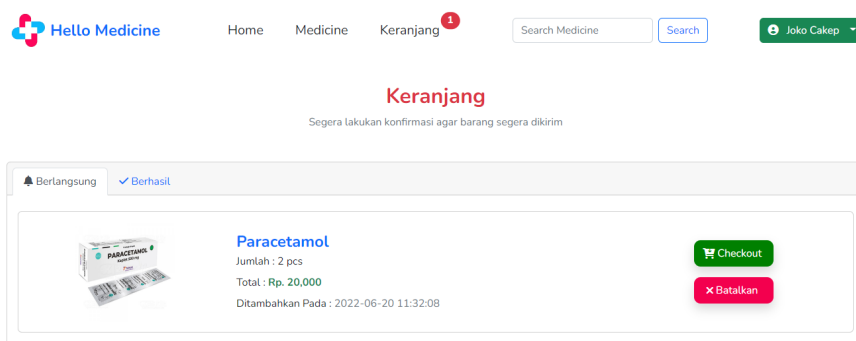 Hello Medicine
Home
Medicine
Keranjang
1
Search Medicine
Search
Joko Cakep
Keranjang
Segera lakukan konfirmasi agar barang segera dikirim
Berlangsung
Berhasil
PARACETAMOL
Paracetamol
Jumlah : 2 pcs
Total : Rp. 20,000
Ditambahkan Pada : 2022-06-20 11:32:08
Checkout
Batalkan